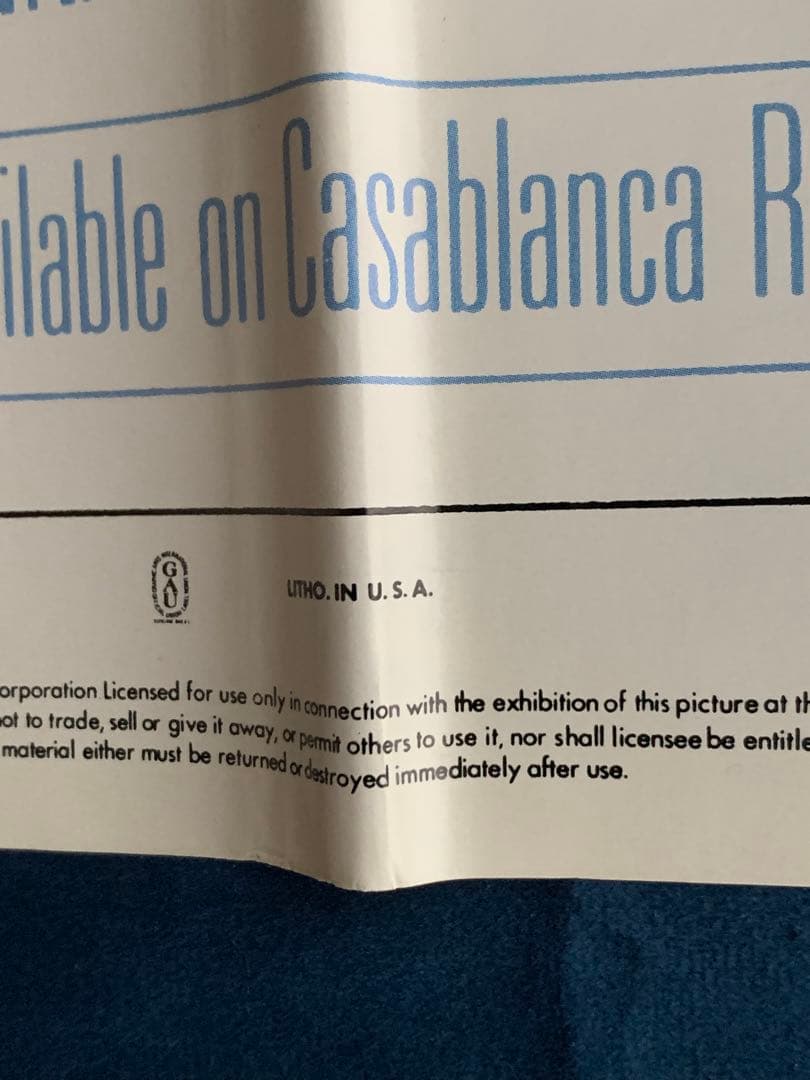 ilable on Casablanca R
GAU
LITHO. IN U. S. A.
orporation Licensed for use only in connection with the exhibition of this picture at th
ot to trade, sell or give it away, or permit others to use it, nor shall licensee be entitle
material either must be returned or destroyed immediately after use.